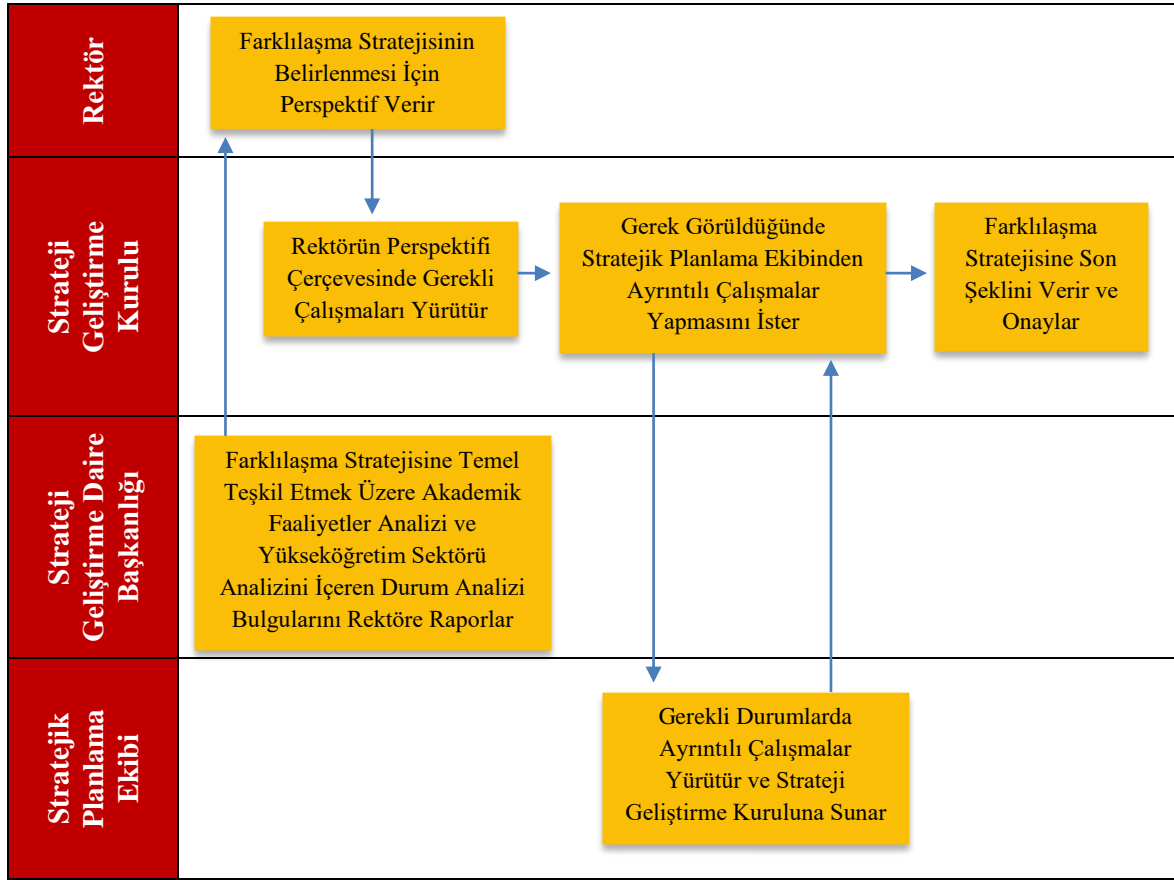 Rektör
Farklılaşma Stratejisinin
Belirlenmesi İçin
Perspektif Verir
Strateji
Geliştirme
Kurulu
Rektörün Perspektifi
Çerçevesinde Gerekli
Çalışmaları Yürütür
Gerek Görüldüğünde
Stratejik Planlama Ekibinden
Ayrıntılı Çalışmalar
Yapmasını İster
Farklılaşma
Stratejisine Son
Şeklini Verir ve
Onaylar
Strateji
Geliştirme Daire
Başkanlığı
Farklılaşma Stratejisine Temel
Teşkil Etmek Üzere Akademik
Faaliyetler Analizi ve
Yükseköğretim Sektörü
Analizini İçeren Durum Analizi
Bulgularını Rektöre Raporlar
Stratejik
Planlama
Ekibi
Gerekli Durumlarda
Ayrıntılı Çalışmalar
Yürütür ve Strateji
Geliştirme Kuruluna Sunar